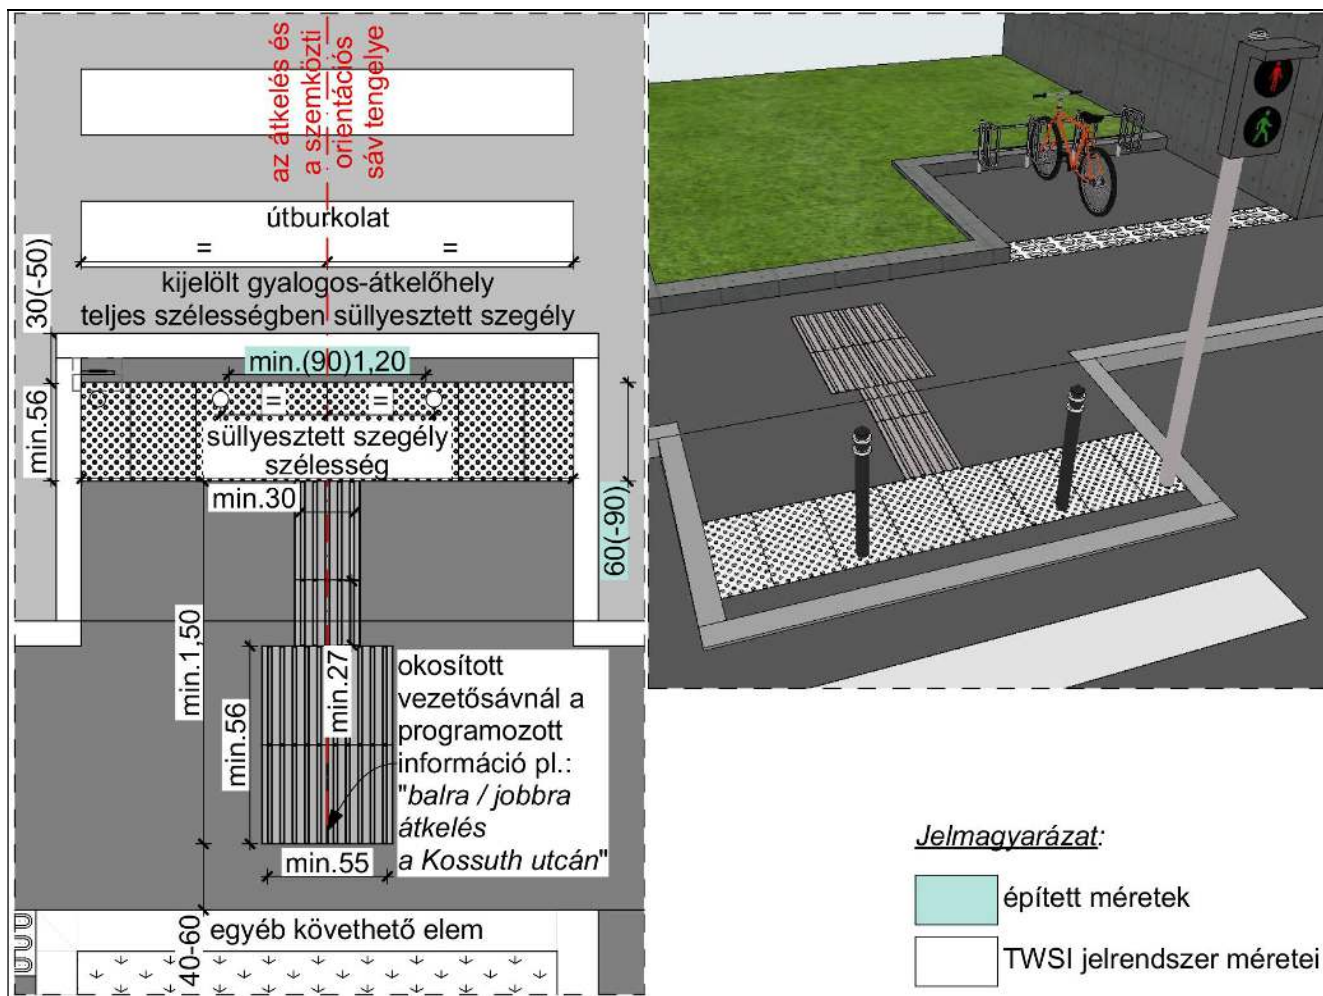 az átkelés és
a szemközti
orientációs
sáv tengelye
útburkolat
= =
kijelölt gyalogos-átkelőhely
teljes szélességben süllyesztett szegély
30(-50)
min.(90)1,20
min.56
= =
süllyesztett szegély
szélesség
min.30
60(-90)
min.1,50
min.27
min.56
okosított
vezetősávnál a
programozott
információ pl.:
"balra / jobbra
átkelés
a Kossuth utcán"
min.55
egyéb követhető elem
40-60
Jelmagyarázat:
épített méretek
TWSI jelrendszer méretei